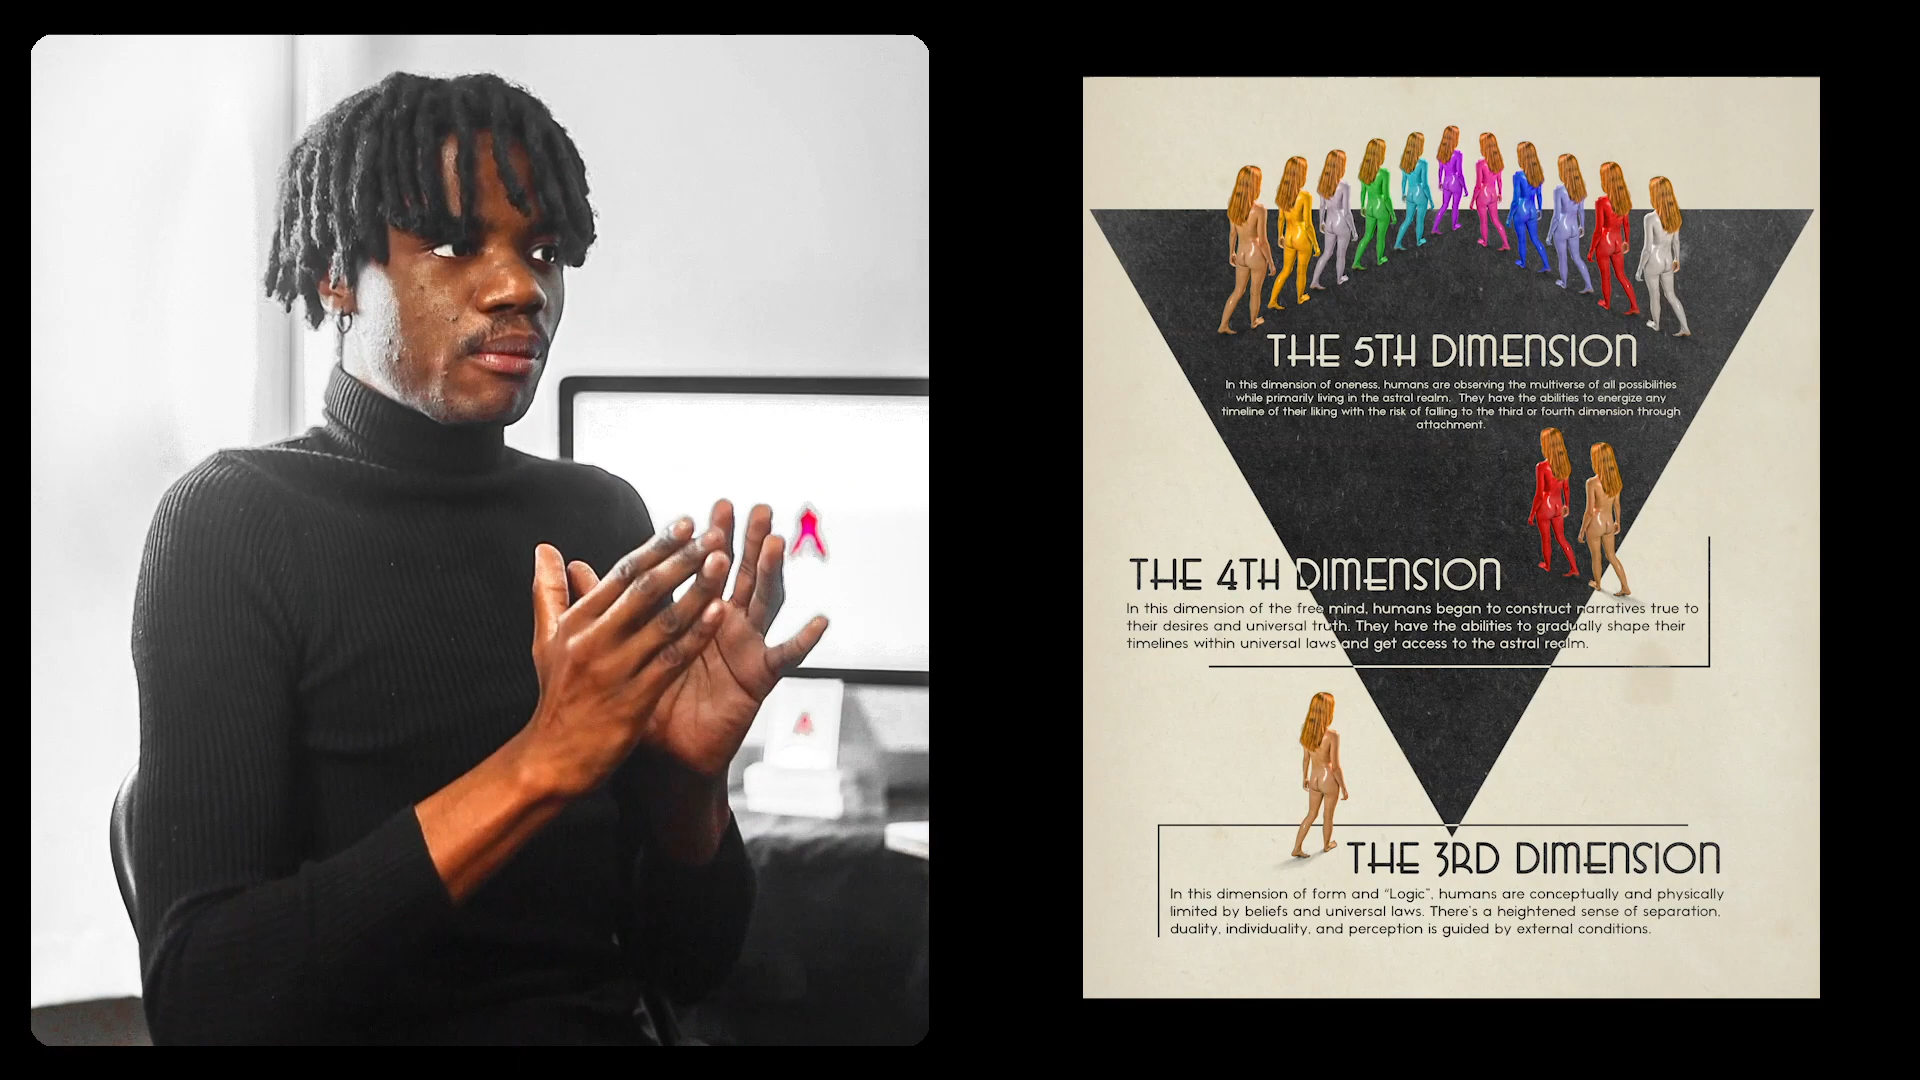 THE 5TH DIMENSION
In this dimension of oneness, humans are observing the multiverse of all possibilities
while primarily living in the astral realm. They have the abilities to energize any
timeline of their liking with the risk of falling to the third or fourth dimension through
attachment.
THE 4TH DIMENSION
In this dimension of the free mind, humans began to construct narratives true to
their desires and universal truth. They have the abilities to gradually shape their
timelines within universal laws and get access to the astral realm.
THE 3RD DIMENSION
In this dimension of form and “Logic”, humans are conceptually and physically
limited by beliefs and universal laws. There's a heightened sense of separation,
duality, individuality, and perception is guided by external conditions.